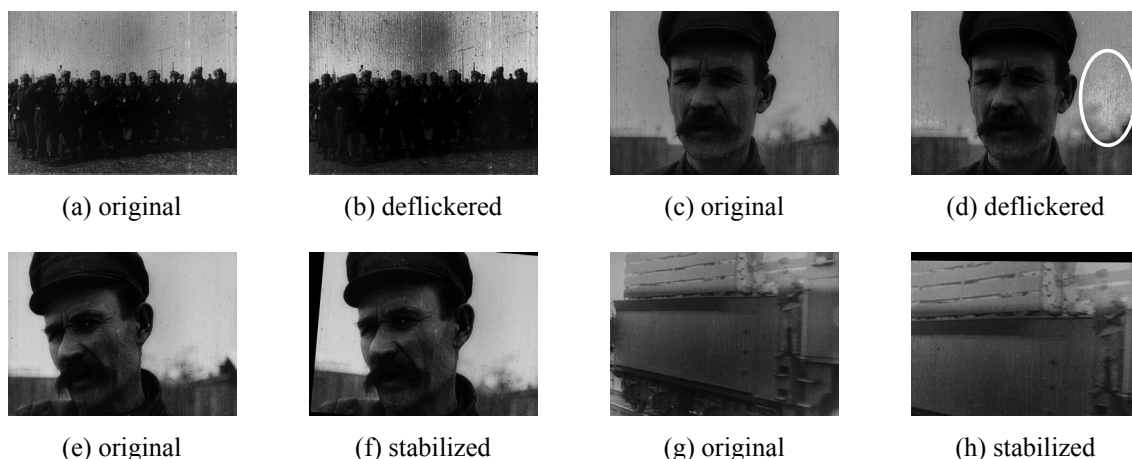 (a) original
(b) deflickered
(c) original
(d) deflickered
(e) original
(f) stabilized
(g) original
(h) stabilized